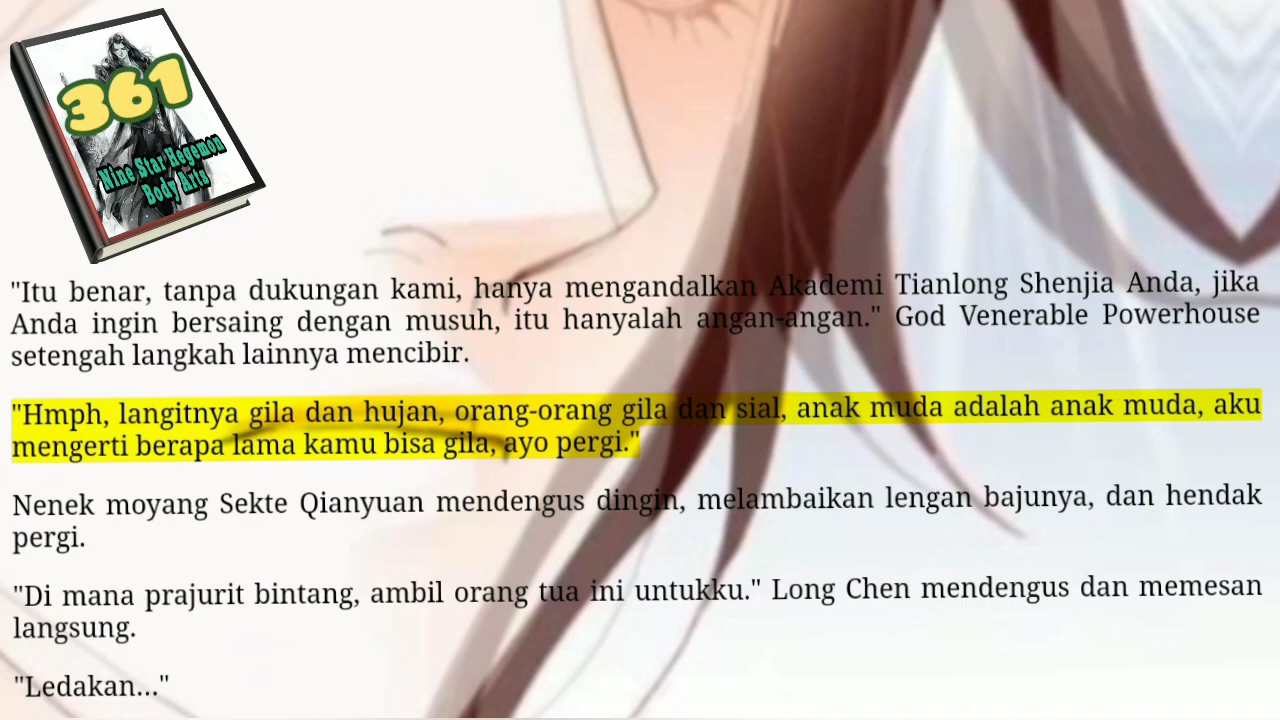 361
Nine Star Hegemon
Body Arts
"Itu benar, tanpa dukungan kami, hanya mengandalkan Akademi Tianlong Shenjia Anda, jika
Anda ingin bersaing dengan musuh, itu hanyalah angan-angan." God Venerable Powerhouse
setengah langkah lainnya mencibir.
"Hmph, langitnya gila dan hujan, orang-orang gila dan sial, anak muda adalah anak muda, aku
mengerti berapa lama kamu bisa gila, ayo pergi."
Nenek moyang Sekte Qianyuan mendengus dingin, melambaikan lengan bajunya, dan hendak
pergi.
"Di mana prajurit bintang, ambil orang tua ini untukku." Long Chen mendengus dan memesan
langsung.
"Ledakan..."